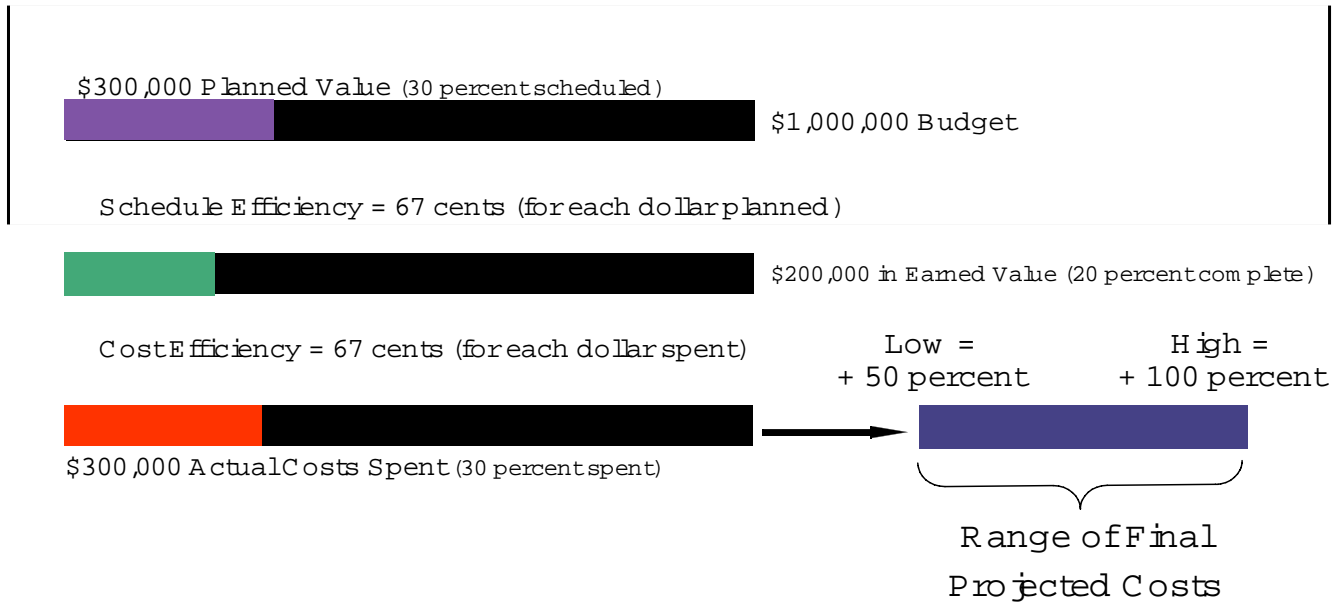 $300,000 Planned Value (30 percent scheduled)
$1,000,000 Budget
Schedule Efficiency = 67 cents (for each dollar planned)
$200,000 in Earned Value (20 percent complete)
Cost Efficiency = 67 cents (for each dollar spent)
Low =
+ 50 percent
High =
+ 100 percent
$300,000 Actual Costs Spent (30 percent spent)
Range of Final
Projected Costs